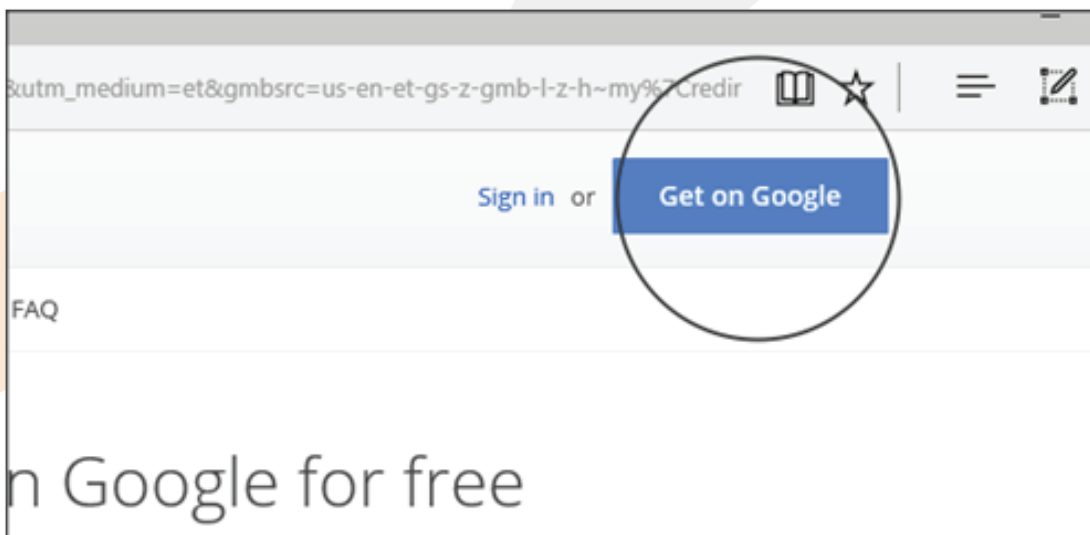 &utm_medium=et&gmbsrc=us-en-et-gs-z-gmb-l-z-h~my%7Credir
Sign in or Get on Google
FAQ
n Google for free